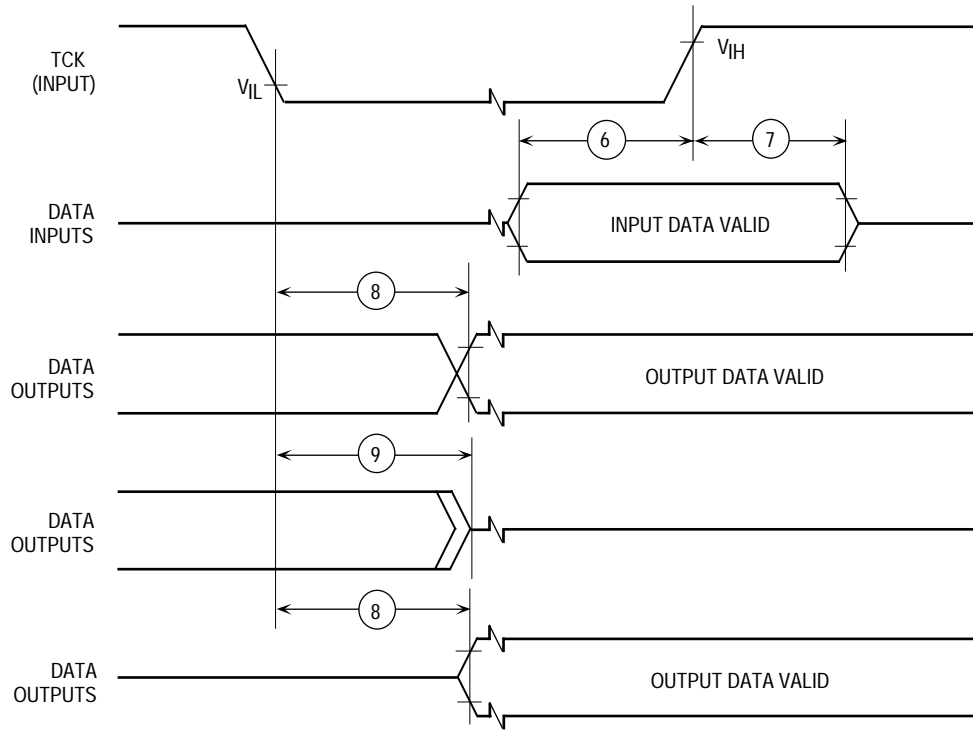 TCK
(INPUT)
VIL
VIH
6
7
DATA
INPUTS
INPUT DATA VALID
8
DATA
OUTPUTS
OUTPUT DATA VALID
9
DATA
OUTPUTS
8
DATA
OUTPUTS
OUTPUT DATA VALID